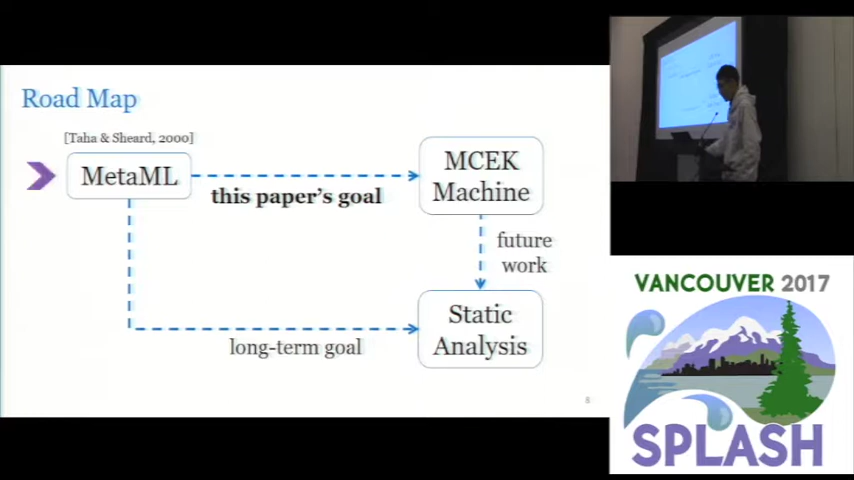 Road Map
[Taha & Sheard, 2000]
MetaML
this paper's goal
MCEK
Machine
future
work
Static
Analysis
long-term goal
8
VANCOUVER 2017
SPLASH